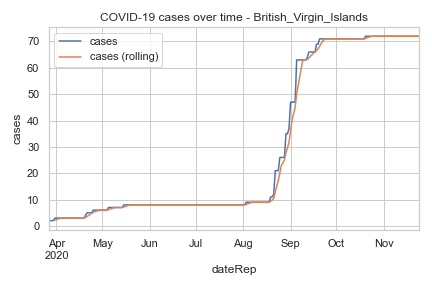 COVID-19 cases over time - British_Virgin_Islands
cases
cases (rolling)
70
60
50
40
30
20
10
0
cases
Apr May Jun Jul Aug Sep Oct Nov
2020
dateRep